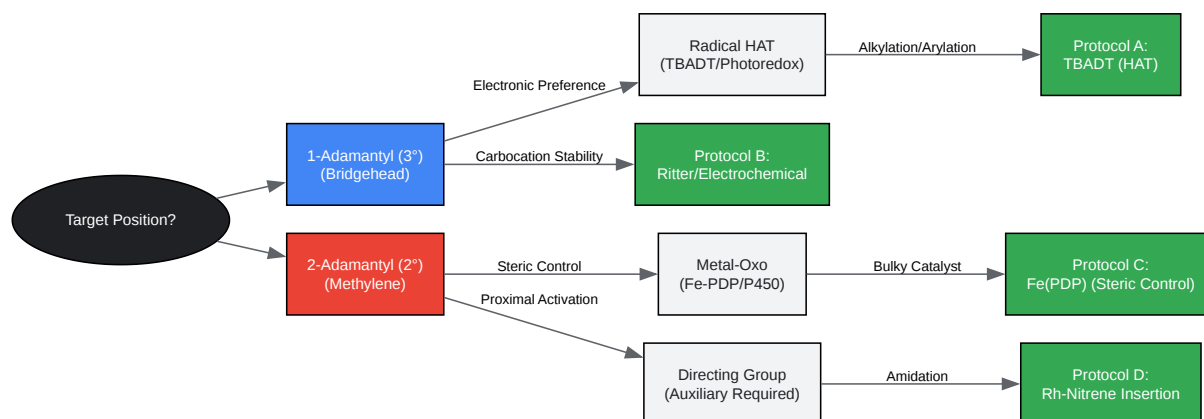 Target Position?
1-Adamantyl (3°)
(Bridgehead)
Electronic Preference
Radical HAT
(TBADT/Photoredox)
Alkylation/Arylation
Protocol A:
TBADT (HAT)
Carbocation Stability
Protocol B:
Ritter/Electrochemical
2-Adamantyl (2°)
(Methylene)
Steric Control
Metal-Oxo
(Fe-PDP/P450)
Bulky Catalyst
Protocol C:
Fe(PDP) (Steric Control)
Proximal Activation
Directing Group
(Auxiliary Required)
Amidation
Protocol D:
Rh-Nitrene Insertion